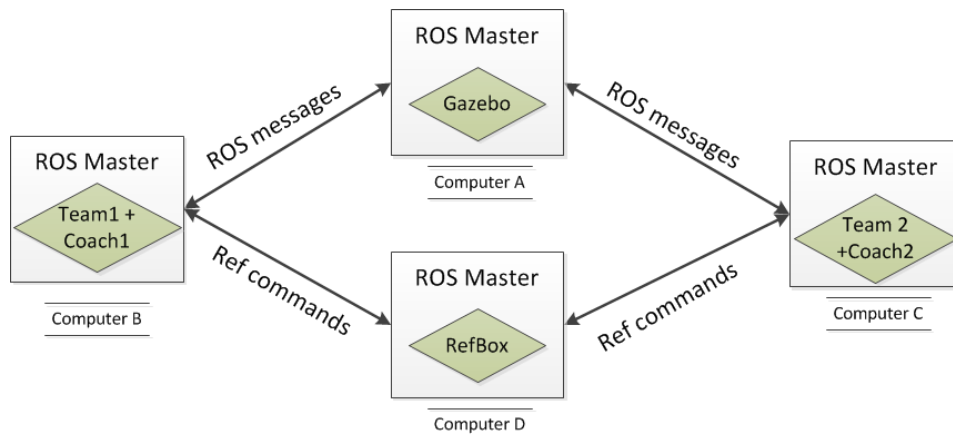 ROS Master
Gazebo
Computer A
ROS messages
ROS messages
ROS Master
Team1 +
Coach1
Computer B
ROS Master
Team 2
+Coach2
Computer C
Ref commands
Ref commands
ROS Master
RefBox
Computer D